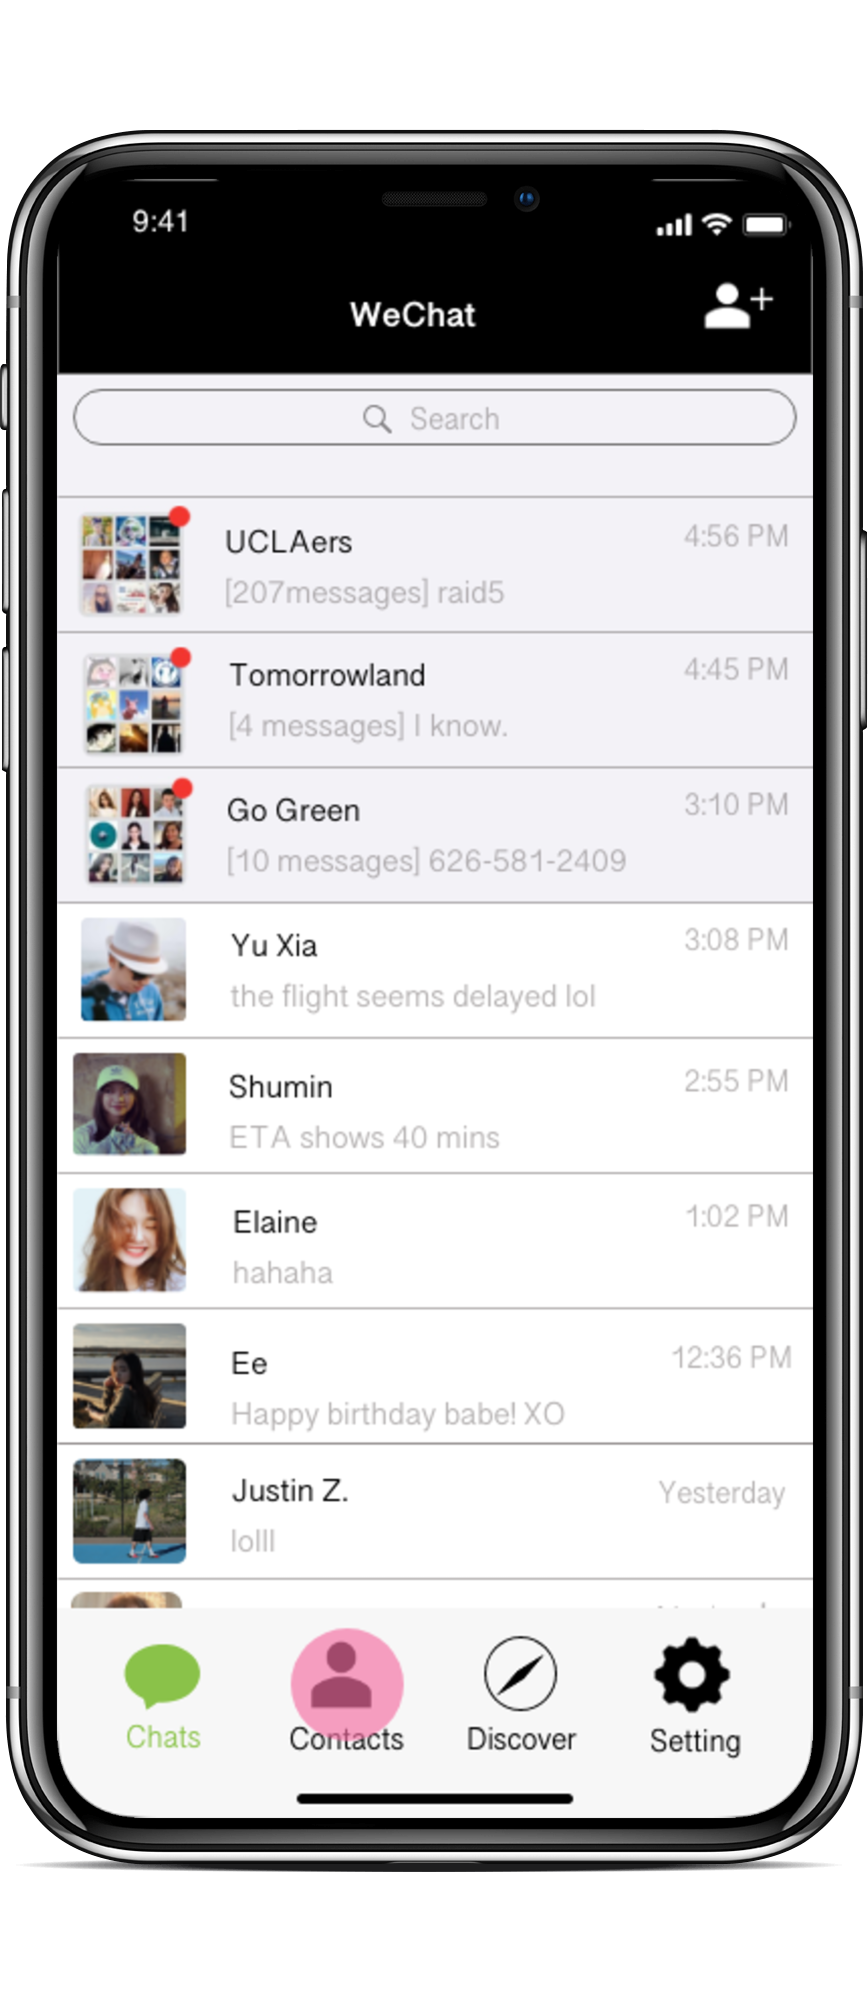 9:41
WeChat
Search
UCLAers
4:56 PM
[207messages] raid5
Tomorrowland
4:45 PM
[4 messages] I know.
Go Green
3:10 PM
[10 messages] 626-581-2409
Yu Xia
3:08 PM
the flight seems delayed lol
Shumin
2:55 PM
ETA shows 40 mins
Elaine
1:02 PM
hahaha
Ee
12:36 PM
Happy birthday babe! XO
Justin Z.
Yesterday
lolll
Chats
Contacts
Discover
Setting